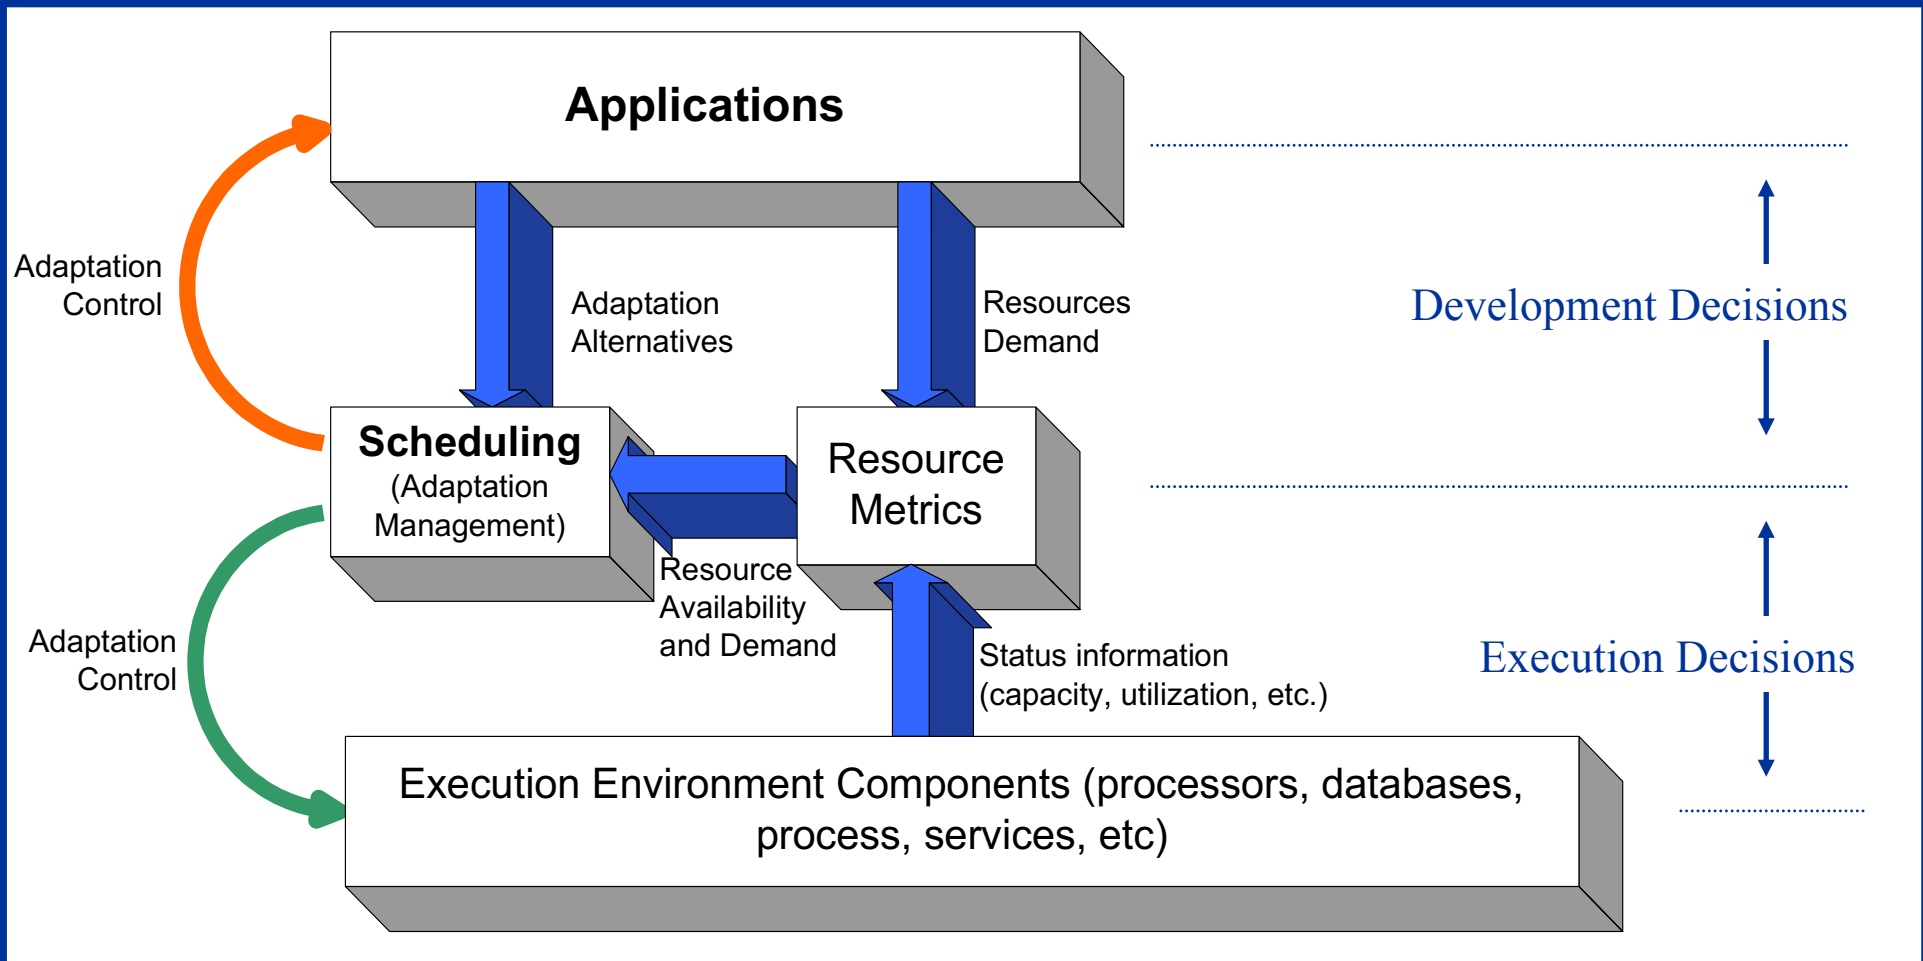 Applications
Adaptation
Control
Adaptation
Alternatives
Resources
Demand
Development Decisions
Scheduling
(Adaptation
Management)
Resource
Metrics
Resource
Availability
and Demand
Adaptation
Control
Status information
(capacity, utilization, etc.)
Execution Decisions
Execution Environment Components (processors, databases,
process, services, etc)